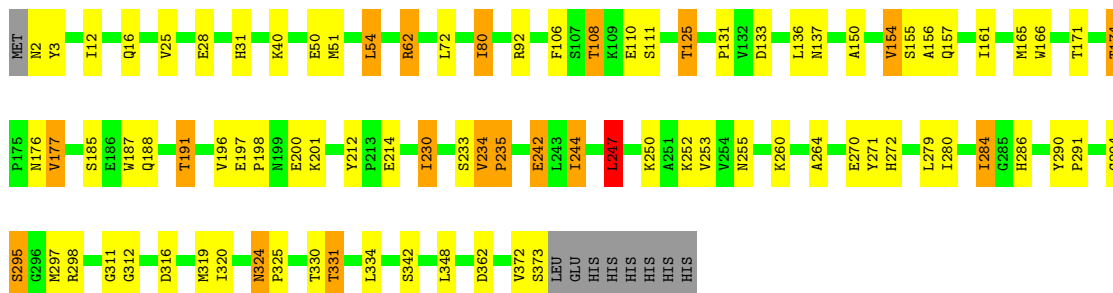 MET N2 Y3 I12 Q16 V25 E28 H31 K40 E50 M51 L54 R62 L72 I80 R92 F106 S107 T108 K109 E110 S111 T125 P131 V132 D133 L136 N137 A150 V154 S155 A156 Q157 I161 M165 W166 T171
P175 N176 V177 S185 E186 W187 Q188 T191 V196 E197 P198 N199 E200 K201 Y212 P213 E214 I230 S233 V234 P235 E242 L243 I244 L247 K250 A251 K252 V253 V254 N255 K260 A264 E270 Y271 H272 L279 I280 I284 G285 H286 Y290 P291
S295 G296 M297 R298 G311 G312 D316 M319 I320 N324 P325 T330 T331 L334 S342 L348 D362 V372 S373 LEU GLU HIS HIS HIS HIS HIS HIS